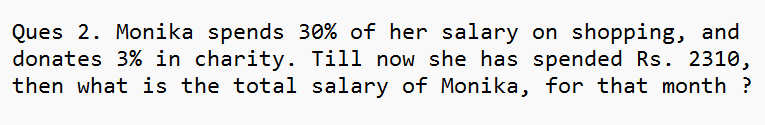 Ques 2. Monika spends 30% of her salary on shopping, and
donates 3% in charity. Till now she has spended Rs. 2310,
then what is the total salary of Monika, for that month ?